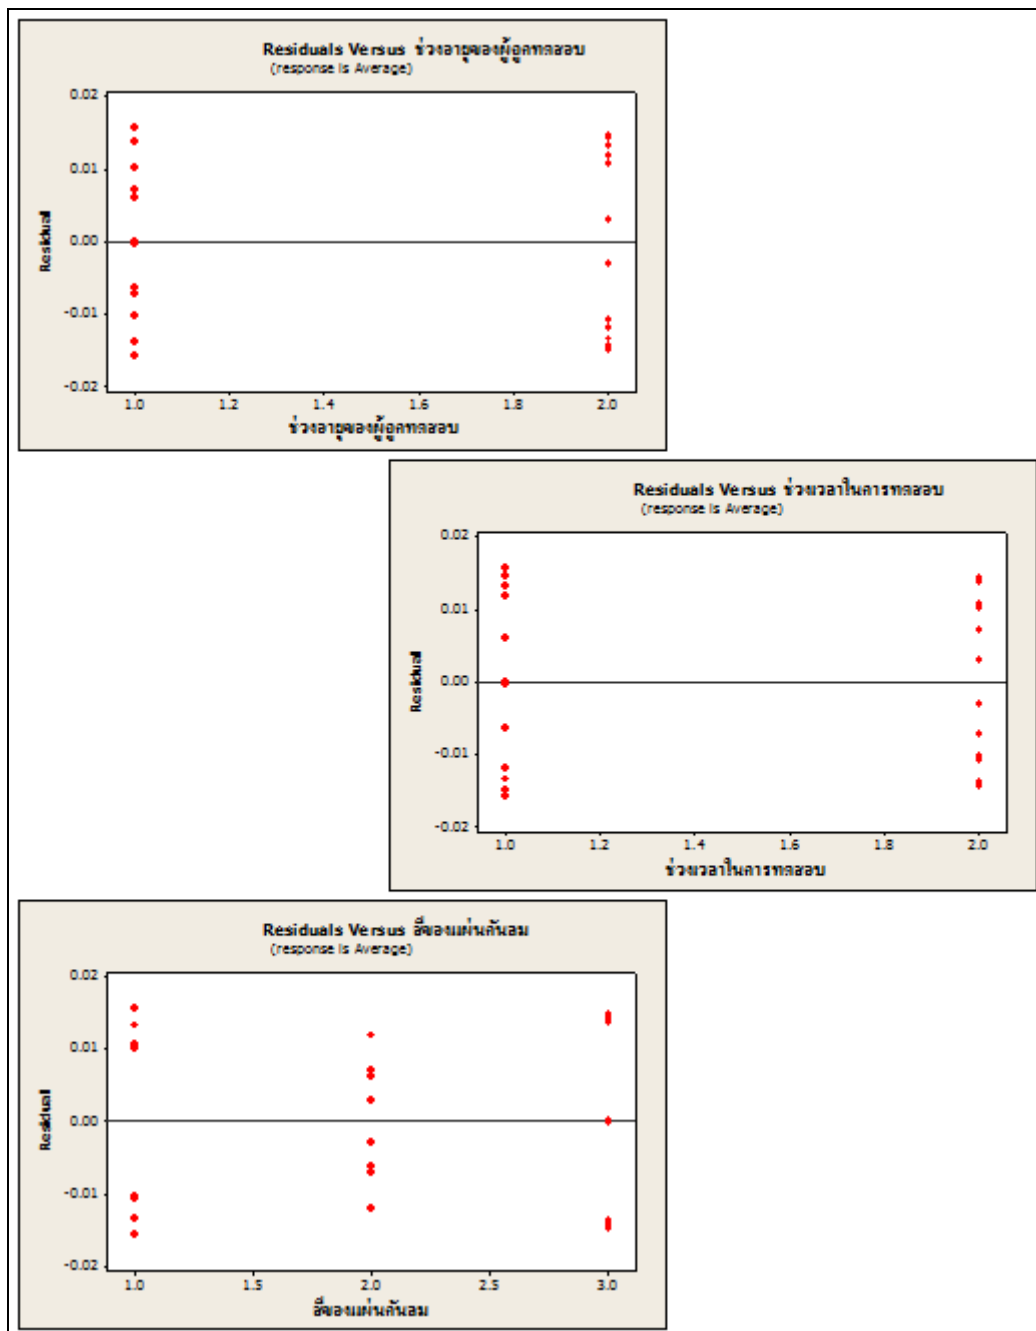 Residuals Versus ช่วงอายุของผู้ถูกทดสอบ
(response is Average)
0.02
0.01
0.00
-0.01
-0.02
Residual
1.0 1.2 1.4 1.6 1.8 2.0
ช่วงอายุของผู้ถูกทดสอบ
Residuals Versus ช่วงเวลาในการทดสอบ
(response is Average)
0.02
0.01
0.00
-0.01
-0.02
Residual
1.0 1.2 1.4 1.6 1.8 2.0
ช่วงเวลาในการทดสอบ
Residuals Versus สีของแผ่นกันลม
(response is Average)
0.02
0.01
0.00
-0.01
-0.02
Residual
1.0 1.5 2.0 2.5 3.0
สีของแผ่นกันลม